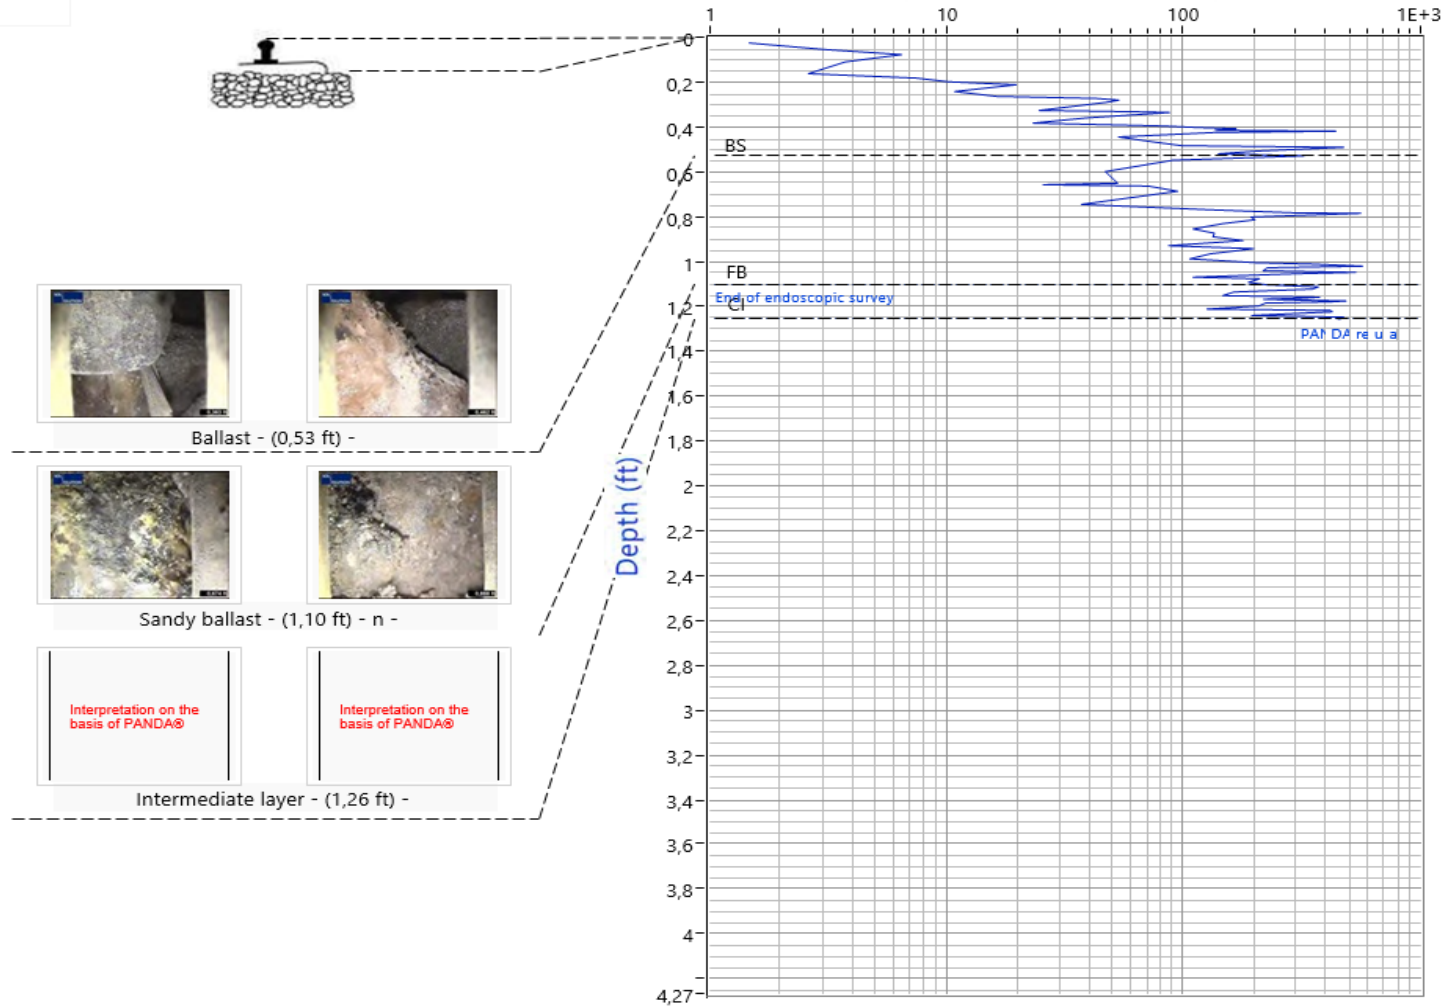 1 10 100 1E+3
0
0,2
0,4
BS
0,6
0,8
1
FB
End of endoscopic survey
1,2
CI
PANDA re u a
1,4
1,6
1,8
2
2,2
2,4
2,6
2,8
3
3,2
3,4
3,6
3,8
4
4,27
Depth (ft)
Ballast - (0,53 ft) -
Sandy ballast - (1,10 ft) - n -
Interpretation on the
basis of PANDA®
Interpretation on the
basis of PANDA®
Intermediate layer - (1,26 ft) -